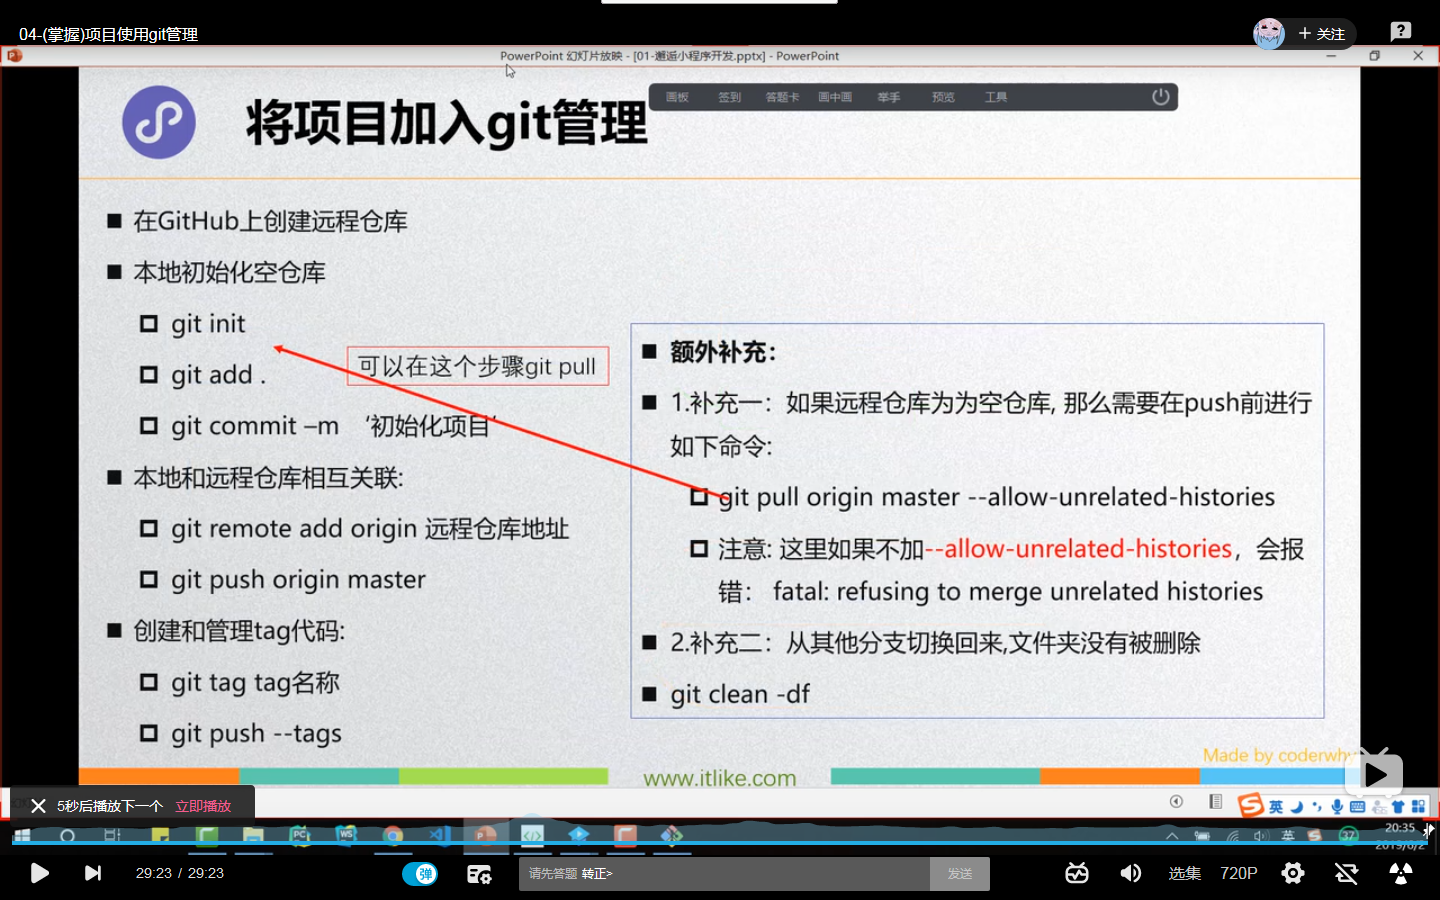 04-(掌握)项目使用git管理
+ 关注
PowerPoint 幻灯片放映 - [01-邂逅小程序开发.pptx] - PowerPoint
将项目加入git管理
画板 签到 答题卡 画中画 举手 预览 工具
在GitHub上创建远程仓库
本地初始化空仓库
git init
git add .
可以在这个步骤git pull
git commit –m ‘初始化项目’
本地和远程仓库相互关联:
git remote add origin 远程仓库地址
git push origin master
创建和管理tag代码:
git tag tag名称
git push --tags
额外补充：
1.补充一：如果远程仓库为为空仓库, 那么需要在push前进行
如下命令:
git pull origin master --allow-unrelated-histories
注意: 这里如果不加--allow-unrelated-histories，会报
错： fatal: refusing to merge unrelated histories
2.补充二：从其他分支切换回来,文件夹没有被删除
git clean -df
Made by coderwhy
www.itlike.com
5秒后播放下一个 立即播放
英
英 37 20:35
29:23 / 29:23
弹
请先答题 转正>
发送
选集 720P